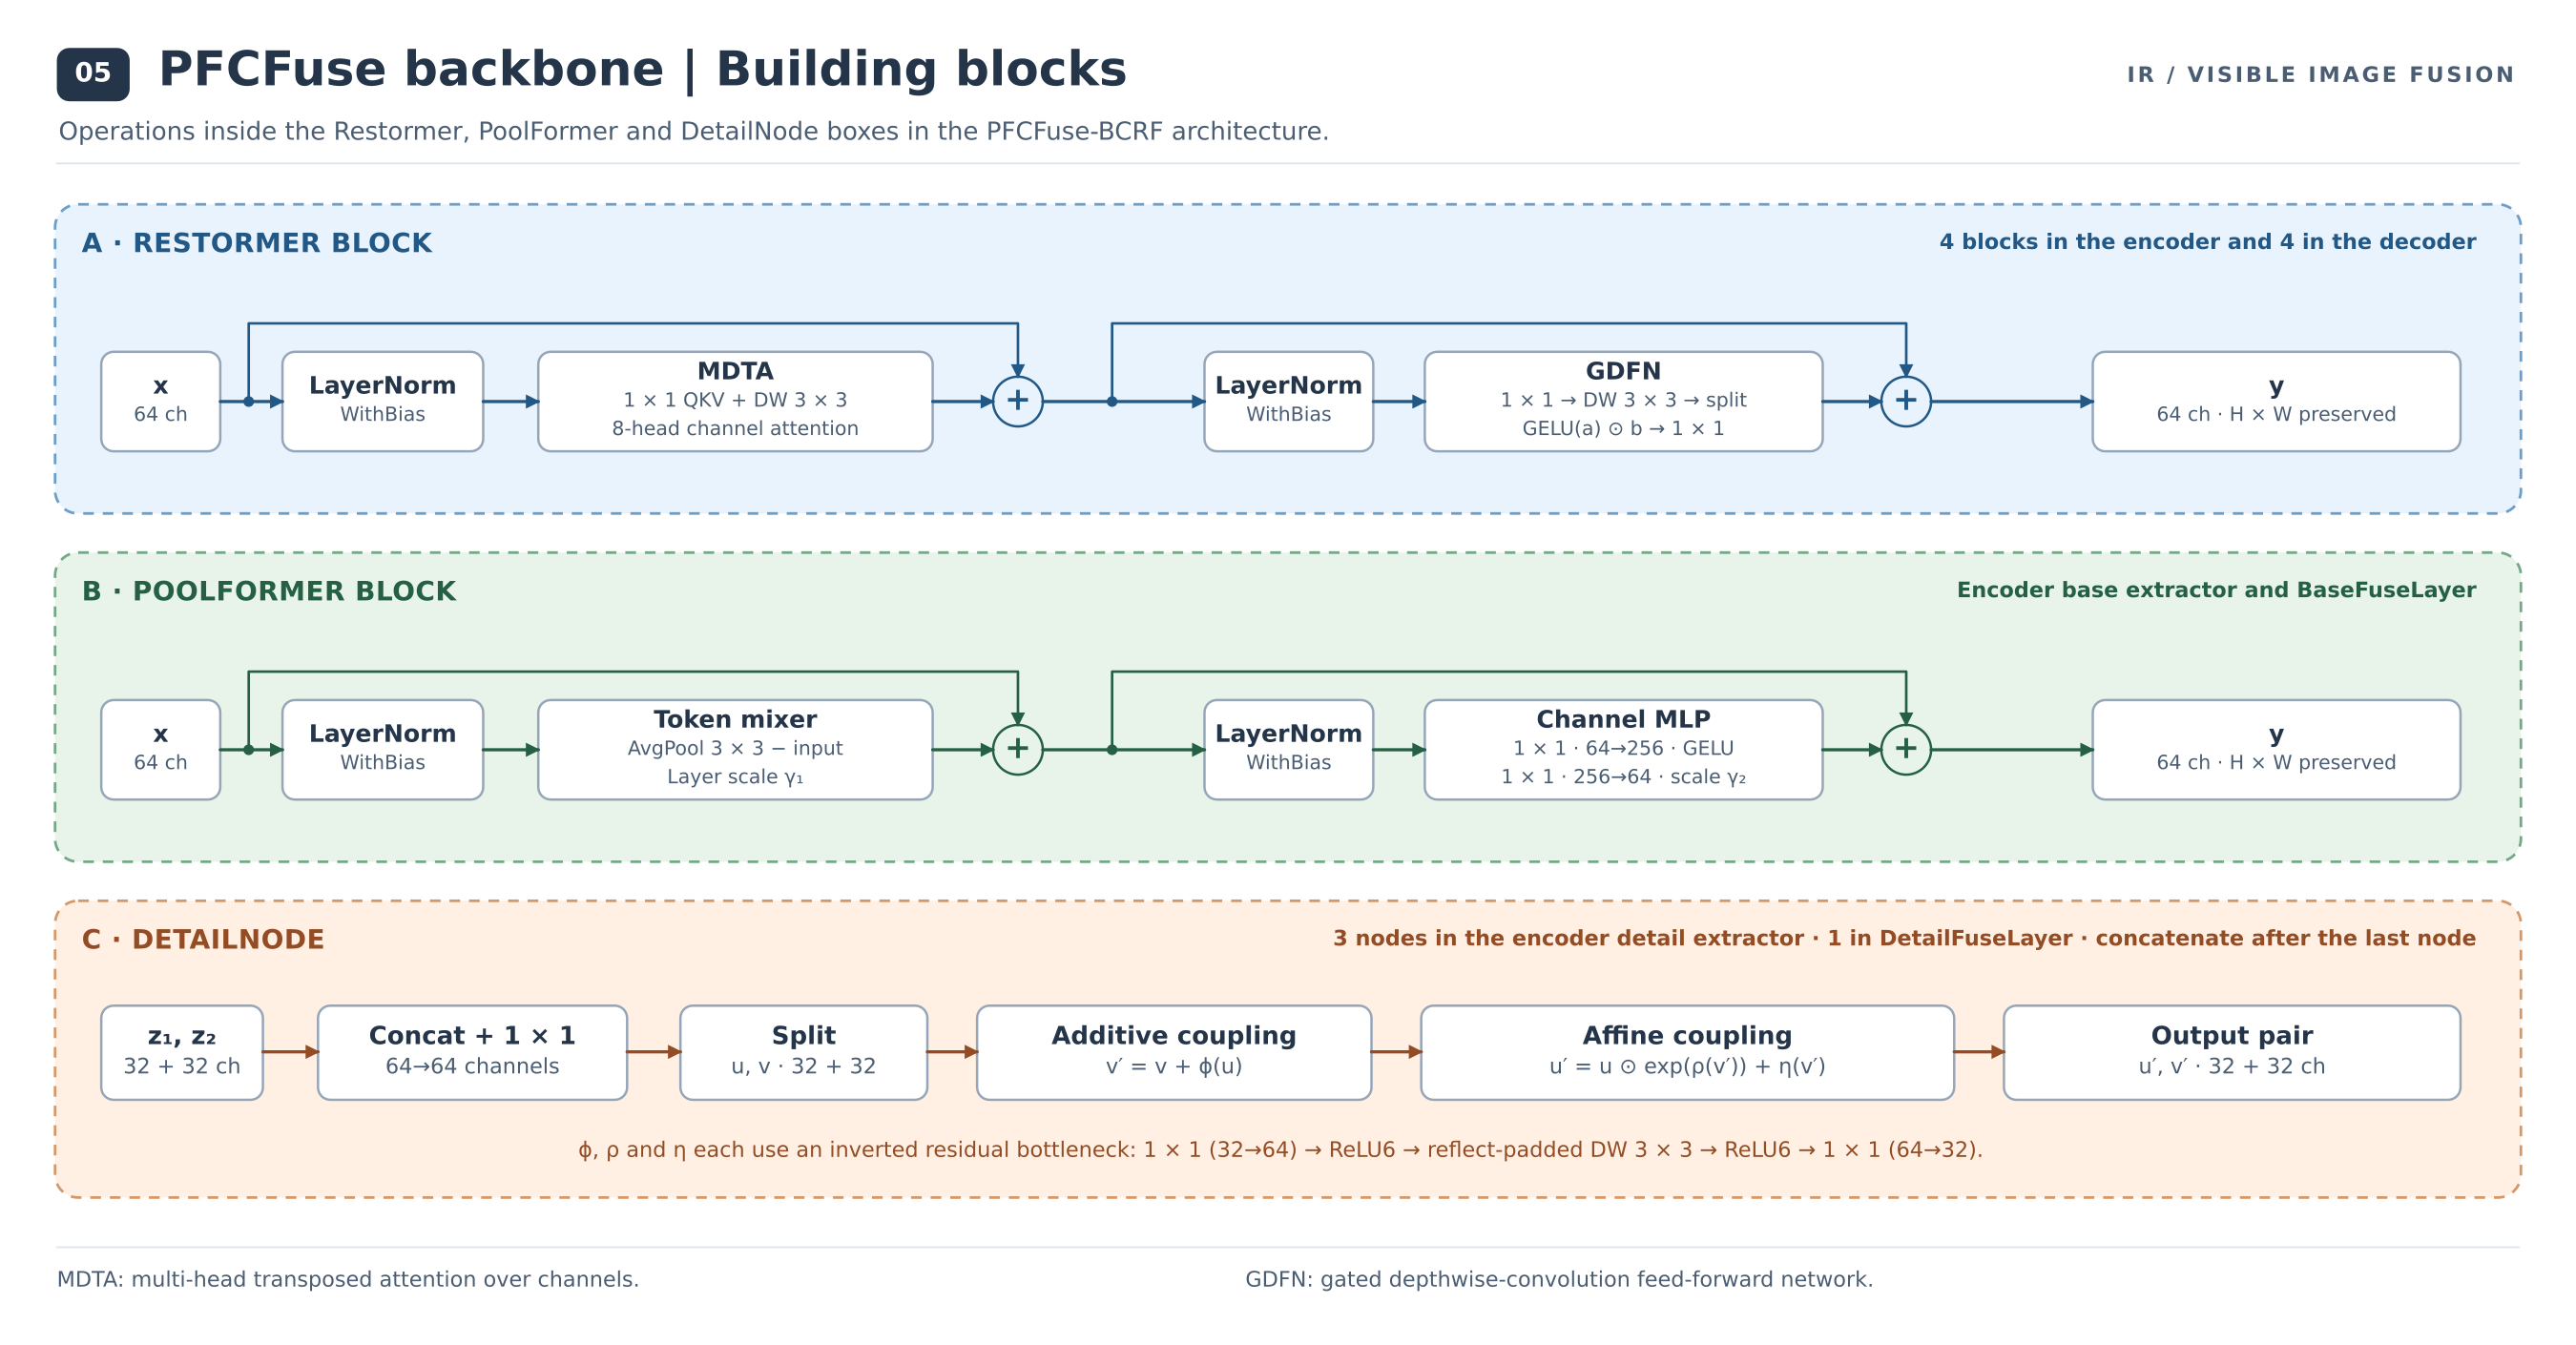 05
PFCFuse backbone | Building blocks
IR / VISIBLE IMAGE FUSION
Operations inside the Restormer, PoolFormer and DetailNode boxes in the PFCFuse-BCRF architecture.
A · RESTORMER BLOCK
4 blocks in the encoder and 4 in the decoder
x
64 ch
LayerNorm
WithBias
MDTA
1 × 1 QKV + DW 3 × 3
8-head channel attention
+
LayerNorm
WithBias
GDFN
1 × 1 → DW 3 × 3 → split
GELU(a) ⊙ b → 1 × 1
+
y
64 ch · H × W preserved
B · POOLFORMER BLOCK
Encoder base extractor and BaseFuseLayer
x
64 ch
LayerNorm
WithBias
Token mixer
AvgPool 3 × 3 − input
Layer scale γ₁
+
LayerNorm
WithBias
Channel MLP
1 × 1 · 64→256 · GELU
1 × 1 · 256→64 · scale γ₂
+
y
64 ch · H × W preserved
C · DETAILNODE
3 nodes in the encoder detail extractor · 1 in DetailFuseLayer · concatenate after the last node
z₁, z₂
32 + 32 ch
Concat + 1 × 1
64→64 channels
Split
u, v · 32 + 32
Additive coupling
v′ = v + ϕ(u)
Affine coupling
u′ = u ⊙ exp(ρ(v′)) + η(v′)
Output pair
u′, v′ · 32 + 32 ch
ϕ, ρ and η each use an inverted residual bottleneck: 1 × 1 (32→64) → ReLU6 → reflect-padded DW 3 × 3 → ReLU6 → 1 × 1 (64→32).
MDTA: multi-head transposed attention over channels.
GDFN: gated depthwise-convolution feed-forward network.